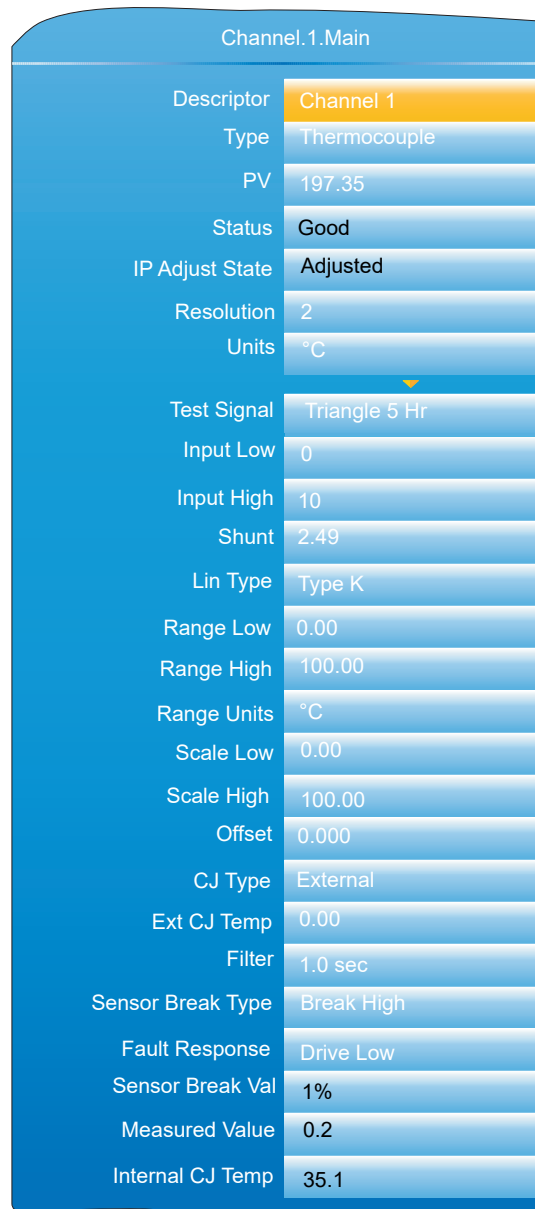 Channel.1.Main
Descriptor Channel 1
Type Thermocouple
PV 197.35
Status Good
IP Adjust State Adjusted
Resolution 2
Units °C
Test Signal Triangle 5 Hr
Input Low 0
Input High 10
Shunt 2.49
Lin Type Type K
Range Low 0.00
Range High 100.00
Range Units °C
Scale Low 0.00
Scale High 100.00
Offset 0.000
CJ Type External
Ext CJ Temp 0.00
Filter 1.0 sec
Sensor Break Type Break High
Fault Response Drive Low
Sensor Break Val 1%
Measured Value 0.2
Internal CJ Temp 35.1